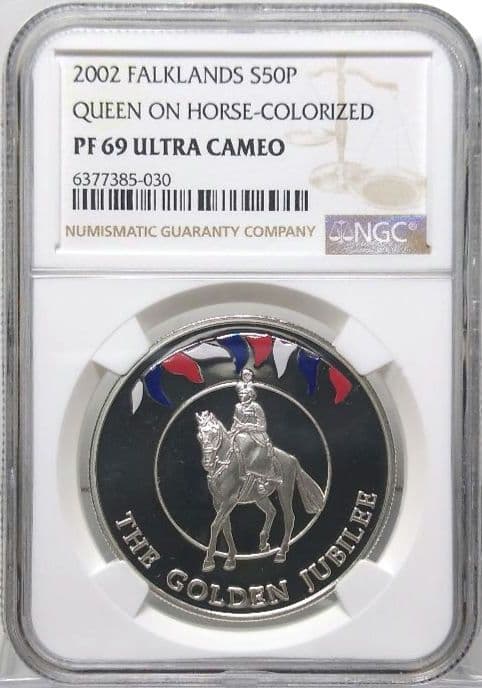 2002 FALKLANDS S50P
QUEEN ON HORSE-COLORIZED
PF 69 ULTRA CAMEO
6377385-030
NUMISMATIC GUARANTY COMPANY
NGC®
THE GOLDEN JUBILEE